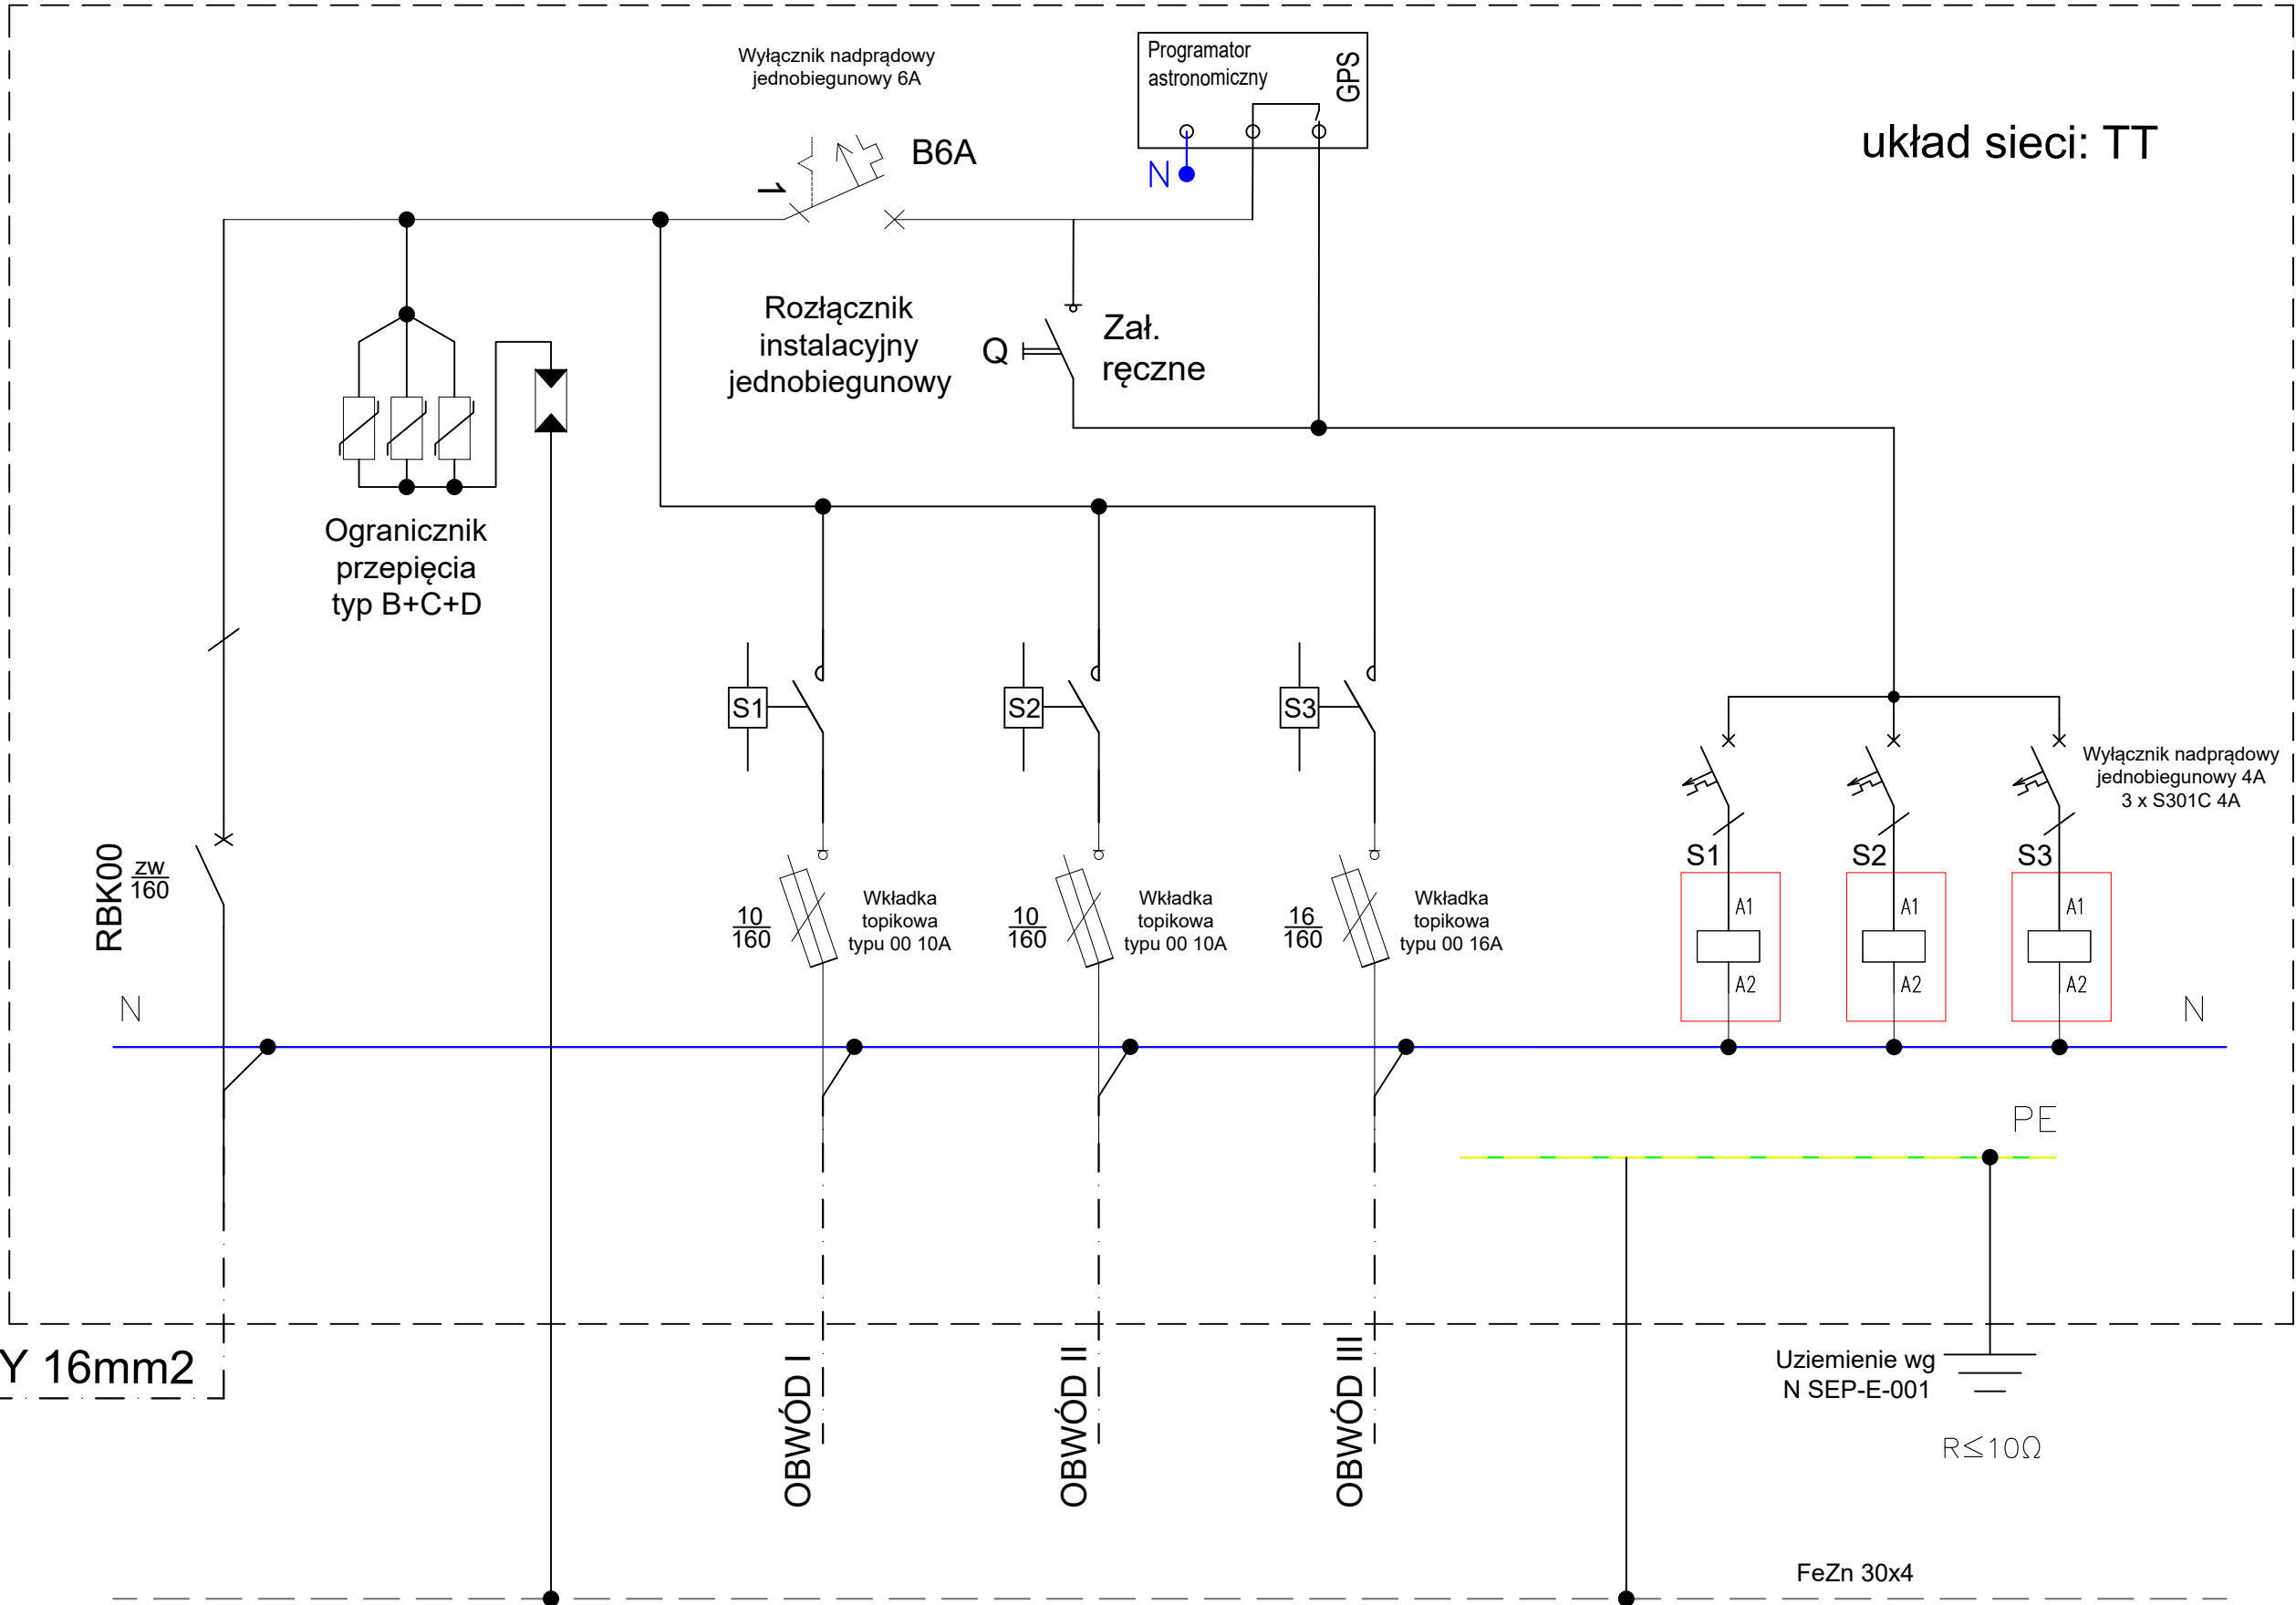 Wyłącznik nadprądowy
jednobiegunowy 6A
Programator
astronomiczny
GPS
układ sieci: TT
1
B6A
N
Rozłącznik
instalacyjny
jednobiegunowy
Q
Zał.
ręczne
Ogranicznik
przepięcia
typ B+C+D
S1
S2
S3
Wyłącznik nadprądowy
jednobiegunowy 4A
3 x S301C 4A
RBK00
zw
160
10
160
Wkładka
topikowa
typu 00 10A
10
160
Wkładka
topikowa
typu 00 10A
16
160
Wkładka
topikowa
typu 00 16A
S1
S2
S3
A1
A1
A1
A2
A2
A2
N
N
PE
Y 16mm2
OBWÓD I
OBWÓD II
OBWÓD III
Uziemienie wg
N SEP-E-001
R≤10Ω
FeZn 30x4